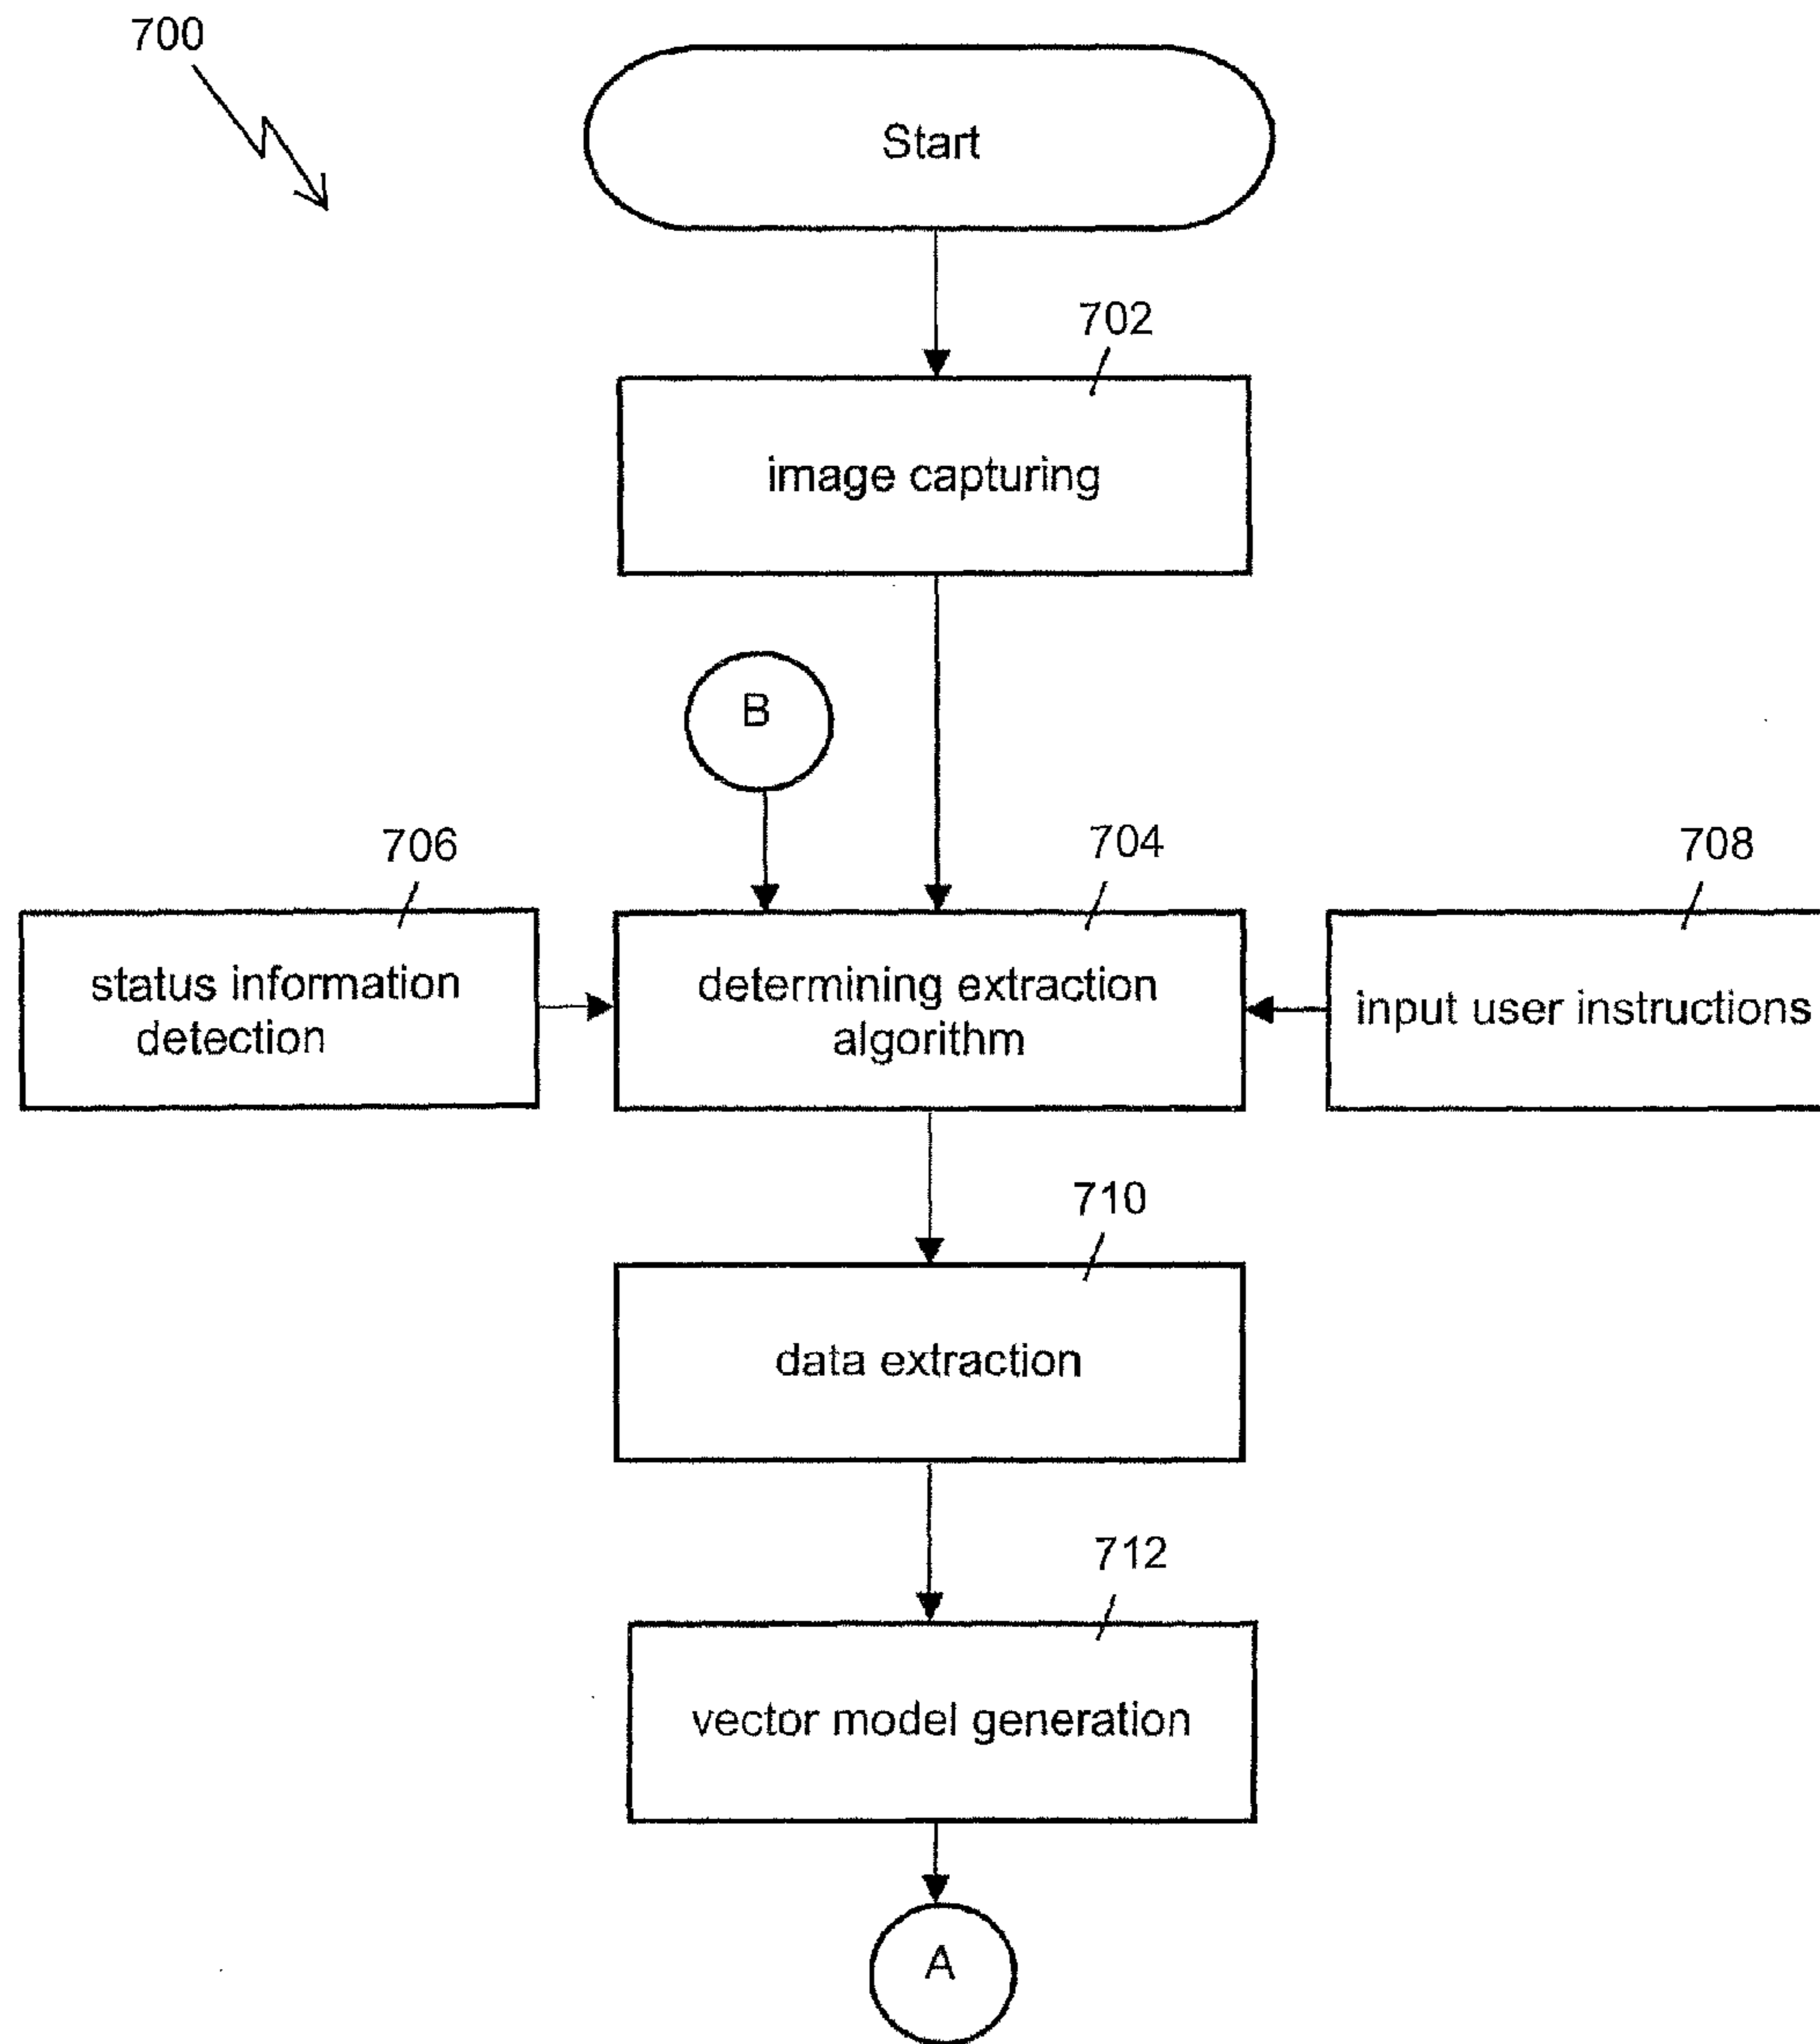 700
Start
702
image capturing
B
706
704
708
status information
detection
determining extraction
algorithm
input user instructions
710
data extraction
712
vector model generation
A